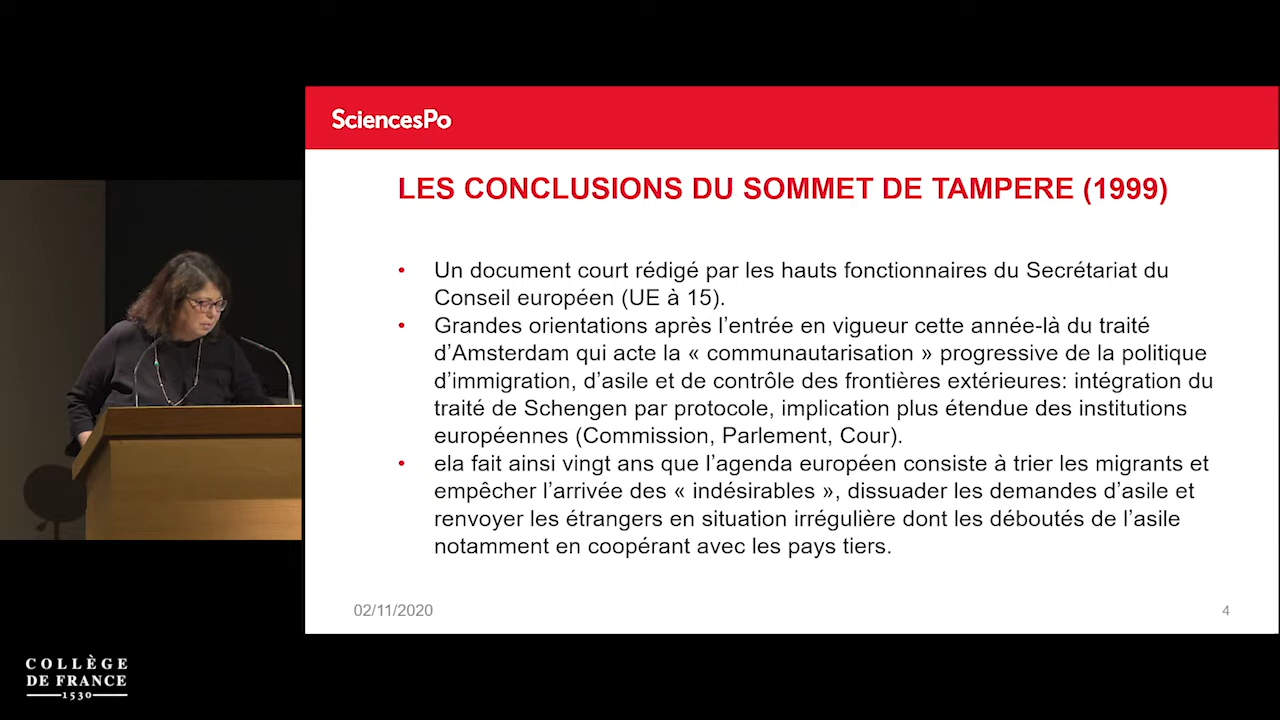 SciencesPo
LES CONCLUSIONS DU SOMMET DE TAMPERE (1999)
• Un document court rédigé par les hauts fonctionnaires du Secrétariat du
Conseil européen (UE à 15).
• Grandes orientations après l’entrée en vigueur cette année-là du traité
d’Amsterdam qui acte la « communautarisation » progressive de la politique
d’immigration, d’asile et de contrôle des frontières extérieures: intégration du
traité de Schengen par protocole, implication plus étendue des institutions
européennes (Commission, Parlement, Cour).
• ela fait ainsi vingt ans que l’agenda européen consiste à trier les migrants et
empêcher l’arrivée des « indésirables », dissuader les demandes d’asile et
renvoyer les étrangers en situation irrégulière dont les déboutés de l’asile
notamment en coopérant avec les pays tiers.
02/11/2020
4
COLLÈGE
DE FRANCE
1530